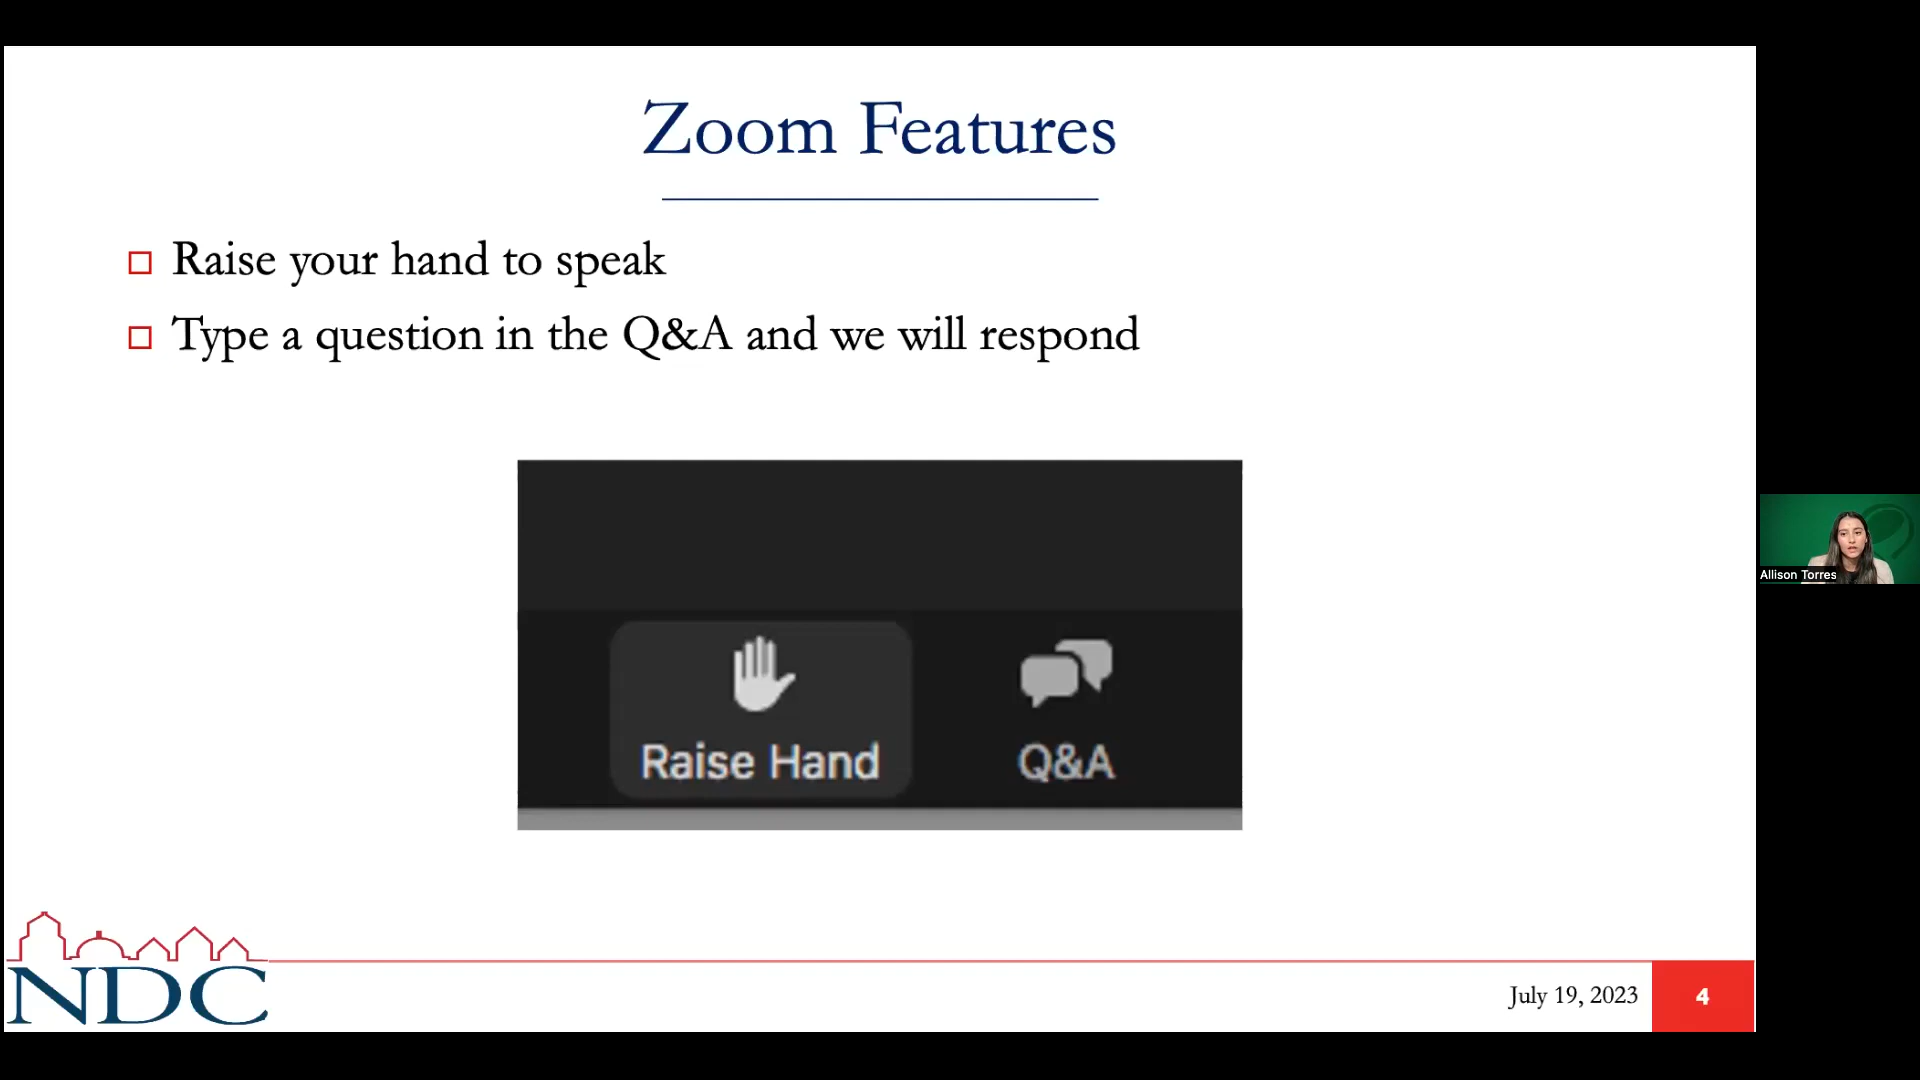 Zoom Features
Raise your hand to speak
Type a question in the Q&A and we will respond
Raise Hand
Q&A
Allison Torres
NDC
July 19, 2023
4